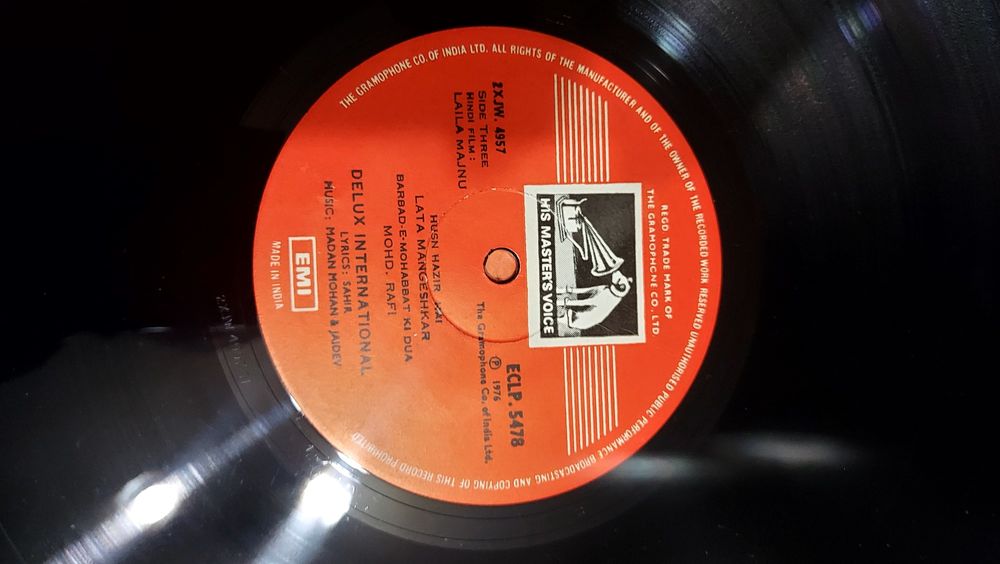 THE GRAMOPHONE CO. OF INDIA LTD. ALL RIGHTS OF THE MANUFACTURER AND OF THE OWNER OF THE RECORDED WORK RESERVED UNAUTHORISED PUBLIC PERFORMANCE BROADCASTING AND COPYING OF THIS RECORD PROHIBITED
REGD. TRADE MARK OF
THE GRAMOPHONE CO. LTD
HIS MASTER'S VOICE
2XJW. 4957
SIDE THREE
HINDI FILM :
LAILA MAJNU
ECLP. 5478
℗ 1976
The Gramophone Co. of India Ltd.
HUSN HAZIR HAI
LATA MANGESHKAR
BARBAD-E-MOHABBAT KI DUA
MOHD. RAFI
DELUX INTERNATIONAL
LYRICS: SAHIR
MUSIC: MADAN MOHAN & JAIDEV
EMI
MADE IN INDIA